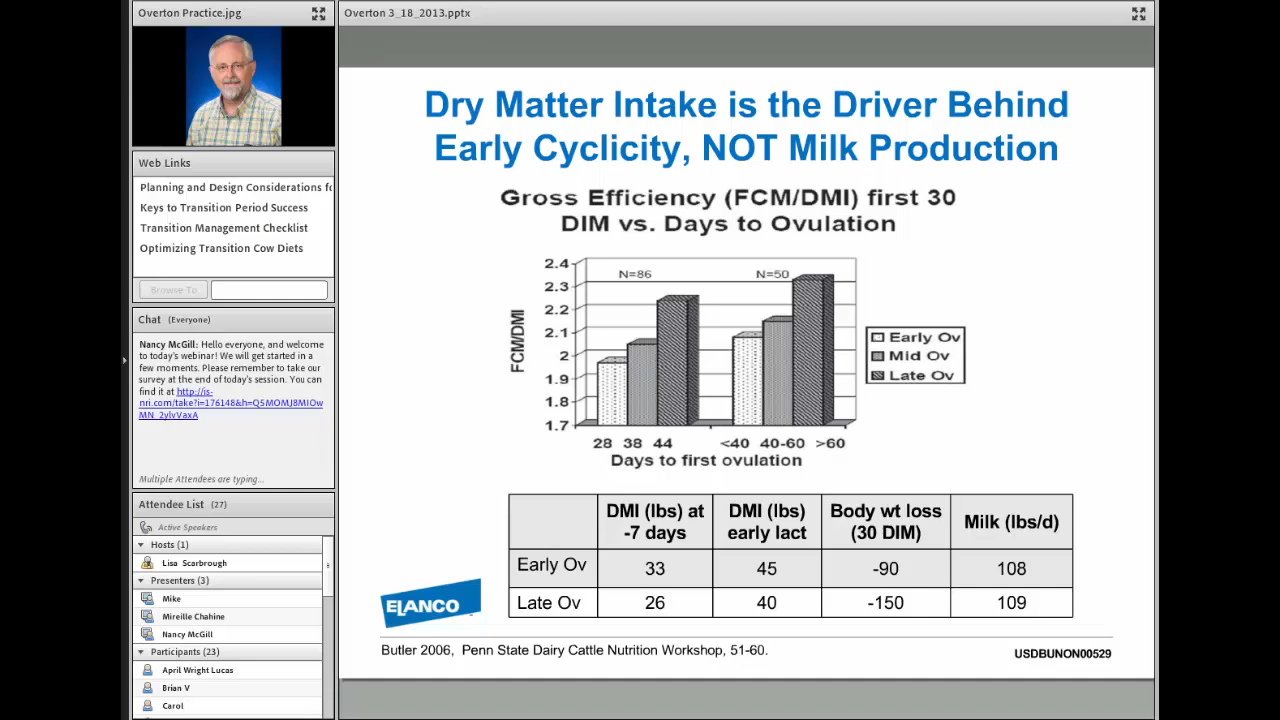 Overton Practice.jpg
Web Links
Planning and Design Considerations fo
Keys to Transition Period Success
Transition Management Checklist
Optimizing Transition Cow Diets
Browse To
Chat (Everyone)
Nancy McGill: Hello everyone, and welcome
to today's webinar! We will get started in a
few moments. Please remember to take our
survey at the end of today's session. You can
find it at http://is-
Multiple Attendees are typing...
Attendee List (27)
Active Speakers
Hosts (1)
Lisa Scarbrough
Presenters (3)
Mike
Mireille Chahine
Nancy McGill
Participants (23)
April Wright Lucas
Brian V
Carol
Overton 3_18_2013.pptx
Dry Matter Intake is the Driver Behind
Early Cyclicity, NOT Milk Production
Gross Efficiency (FCM/DMI) first 30
DIM vs. Days to Ovulation
FCM/DMI
2.4
2.3
2.2
2.1
2
1.9
1.8
1.7
N=86 N=50
28 38 44 <40 40-60 >60
Days to first ovulation
Early Ov
Mid Ov
Late Ov
DMI (lbs) at -7 days DMI (lbs) early lact Body wt loss (30 DIM) Milk (lbs/d)
Early Ov 33 45 -90 108
Late Ov 26 40 -150 109
ELANCO
Butler 2006, Penn State Dairy Cattle Nutrition Workshop, 51-60.
USDBUNON00529